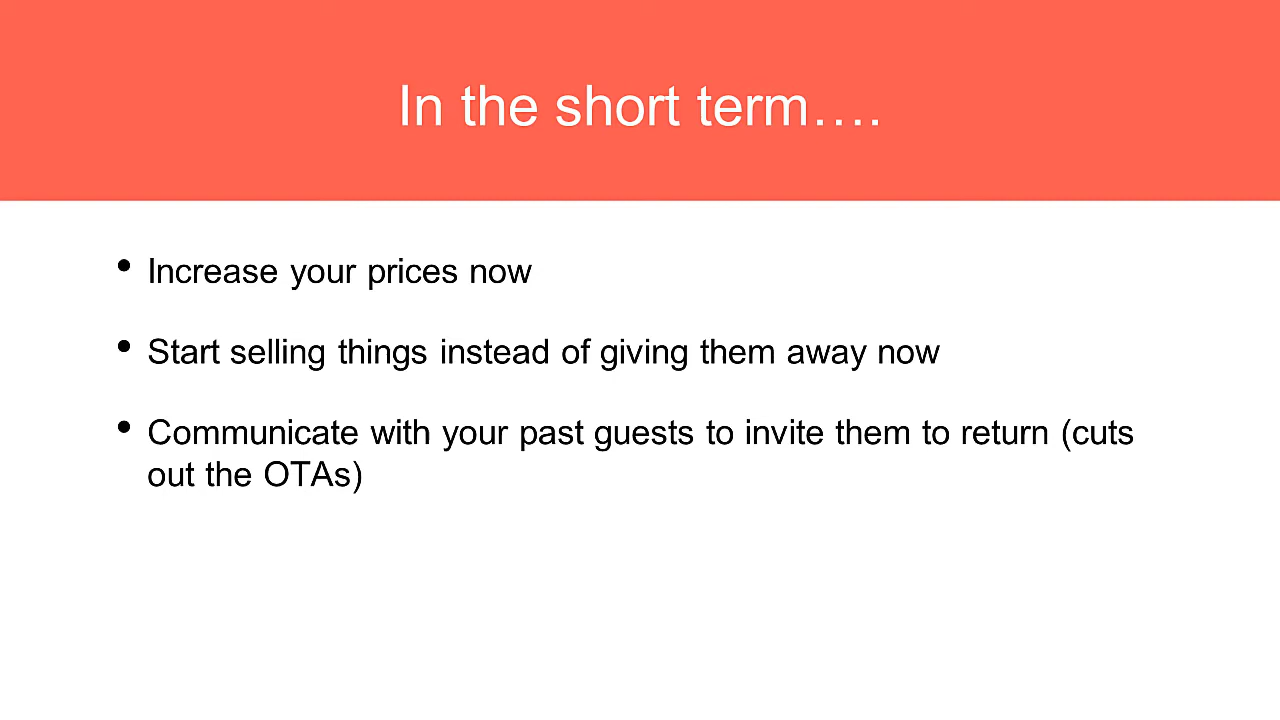 In the short term….
• Increase your prices now
• Start selling things instead of giving them away now
• Communicate with your past guests to invite them to return (cuts
out the OTAs)